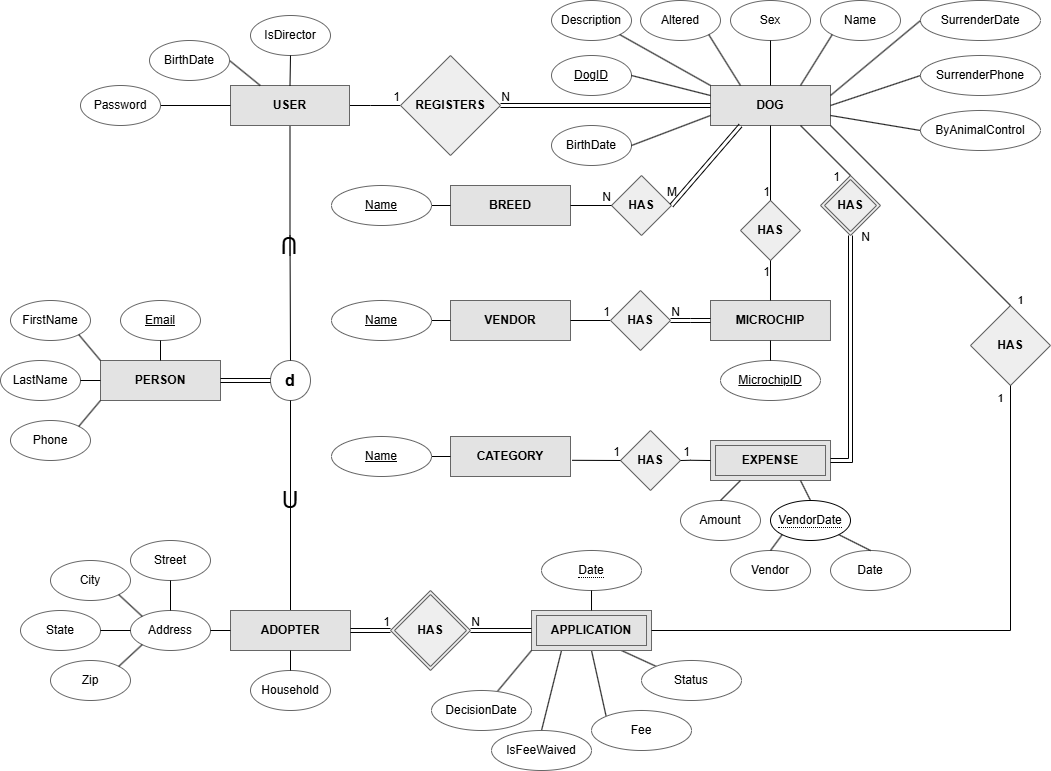 Description
Altered
Sex
Name
SurrenderDate
IsDirector
BirthDate
DogID
SurrenderPhone
Password
USER
1
REGISTERS
N
DOG
BirthDate
ByAnimalControl
Name
BREED
N
HAS
M
1
HAS
1
HAS
N
1
1
FirstName
Email
Name
VENDOR
1
HAS
N
MICROCHIP
HAS
LastName
PERSON
d
MicrochipID
1
Phone
Name
CATEGORY
1
HAS
1
EXPENSE
Amount
VendorDate
Vendor
Date
Street
City
Date
State
Address
ADOPTER
1
HAS
N
APPLICATION
Zip
Household
Status
DecisionDate
Fee
IsFeeWaived